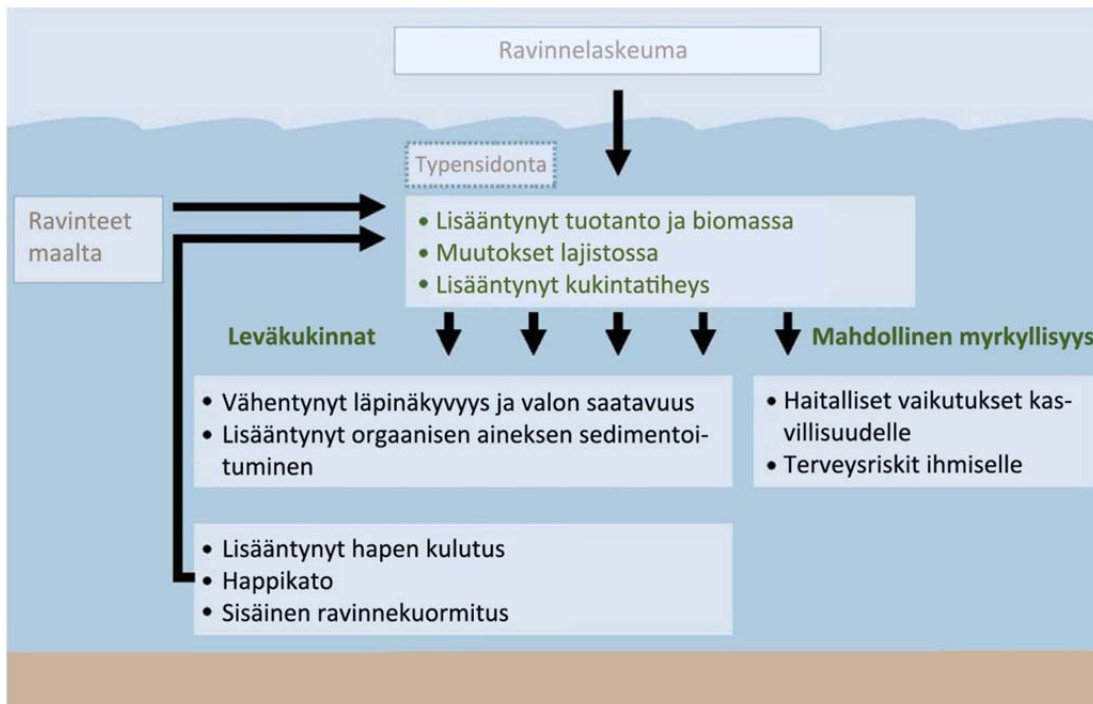 Ravinnelaskeuma
Typensidonta
Ravinteet
maalta
• Lisääntynyt tuotanto ja biomassa
• Muutokset lajistossa
• Lisääntynyt kukintatiheys
Leväkukinnat
Mahdollinen myrkyllisyys
• Vähentynyt läpinäkyvyys ja valon saatavuus
• Lisääntynyt orgaanisen aineksen sedimentoi-
tuminen
• Haitalliset vaikutukset kas-
villisuudelle
• Terveysriskit ihmiselle
• Lisääntynyt hapen kulutus
• Happikato
• Sisäinen ravinnekuormitus